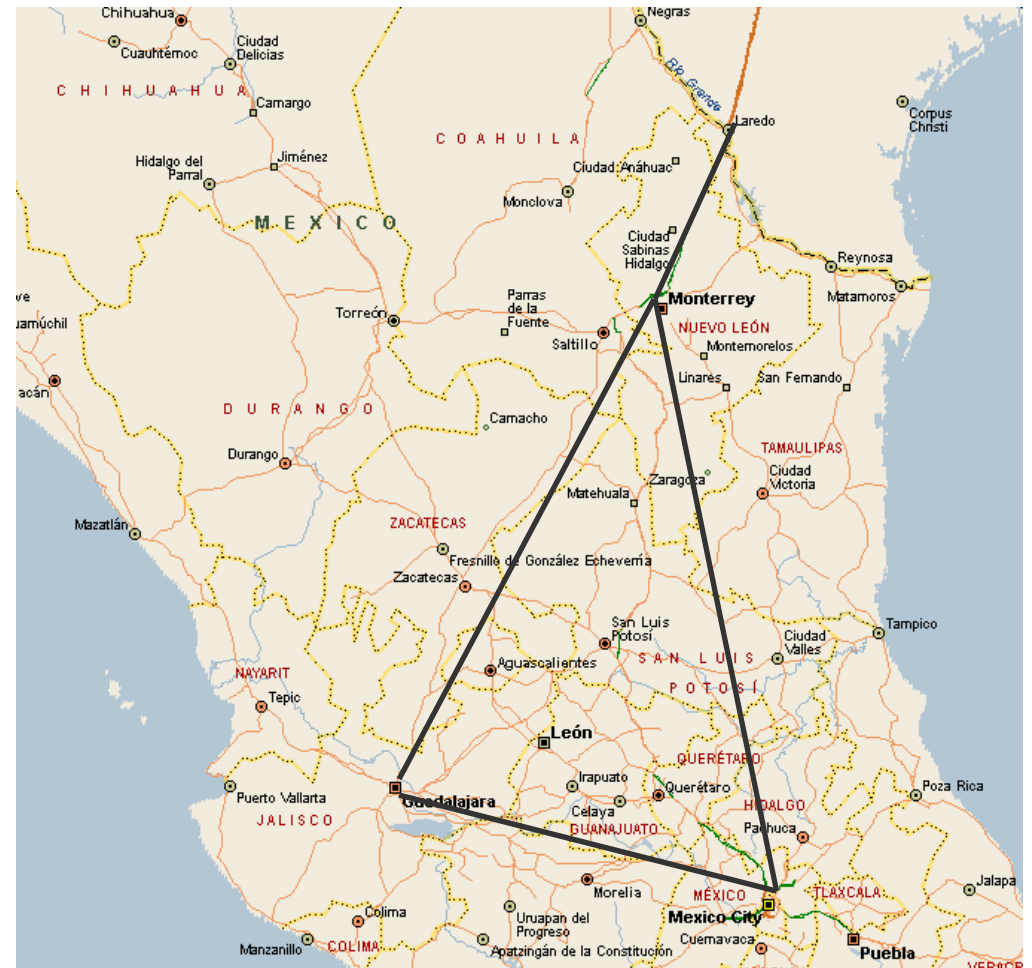 Chihuahua
Negras
Cuauhtémoc
Ciudad
Delicias
CHIHUAHUA
Camargo
Río Grande
Corpus
Christi
Laredo
COAHUILA
Hidalgo del
Parral
Jiménez
Ciudad Anáhuac
Monclova
MEXICO
Ciudad
Sabinas
Hidalgo
Reynosa
Matamoros
ve
uamúchil
Torreón
Parras
de la
Fuente
Monterrey
Saltillo
NUEVO LEÓN
Montemorelos
Linares
San Fernando
acán
DURANGO
Camacho
Durango
TAMAULIPAS
Ciudad
Victoria
Zaragoza
Matehuala
Mazatlán
ZACATECAS
Fresnillo de González Echeverría
Zacatecas
San Luis
Potosí
Tampico
Ciudad
Valles
SAN LUIS
POTOSÍ
Aguascalientes
NAYARIT
Tepic
León
QUERÉTARO
Irapuato
Querétaro
Poza Rica
Puerto Vallarta
Guadalajara
Celaya
HIDALGO
JALISCO
GUANAJUATO
Pachuca
Morelia
MÉXICO
TLAXCALA
Jalapa
Colima
Uruapan del
Progreso
Mexico City
Manzanillo
COLIMA
Apatzingán de la Constitución
Cuernavaca
Puebla
VERACR